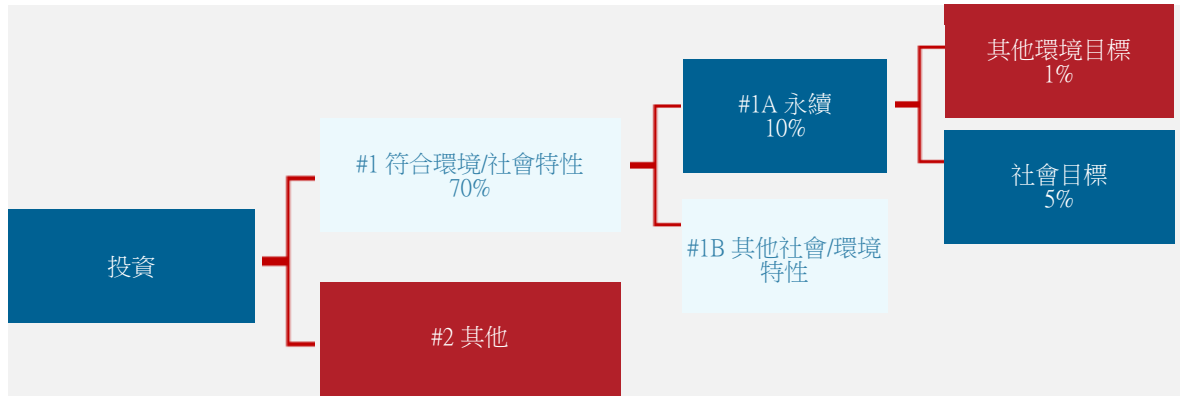 投資
#1 符合環境/社會特性
70%
#2 其他
#1A 永續
10%
#1B 其他社會/環境
特性
其他環境目標
1%
社會目標
5%